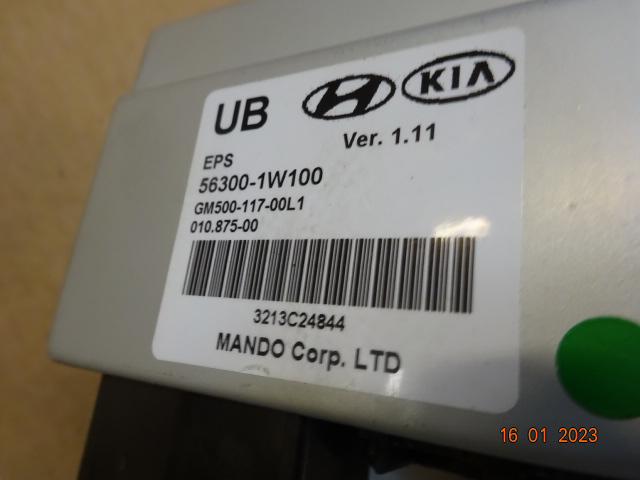 UB KIA
Ver. 1.11
EPS
56300-1W100
GM500-117-00L1
010.875-00
3213C24844
MANDO Corp. LTD
16 01 2023